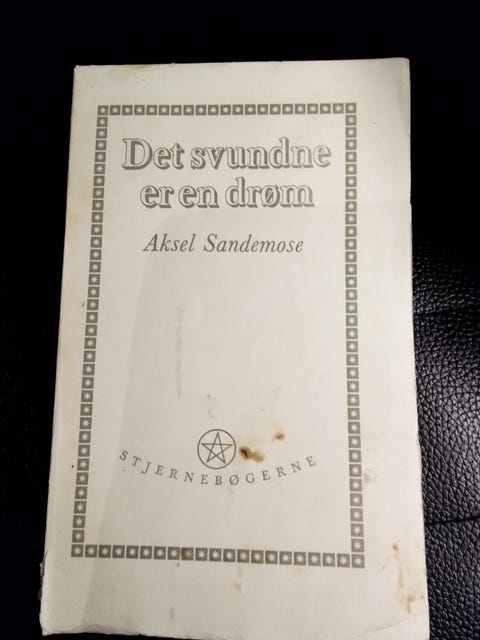 Det svundne
er en drøm
Aksel Sandemose
STJERNEBØGERNE